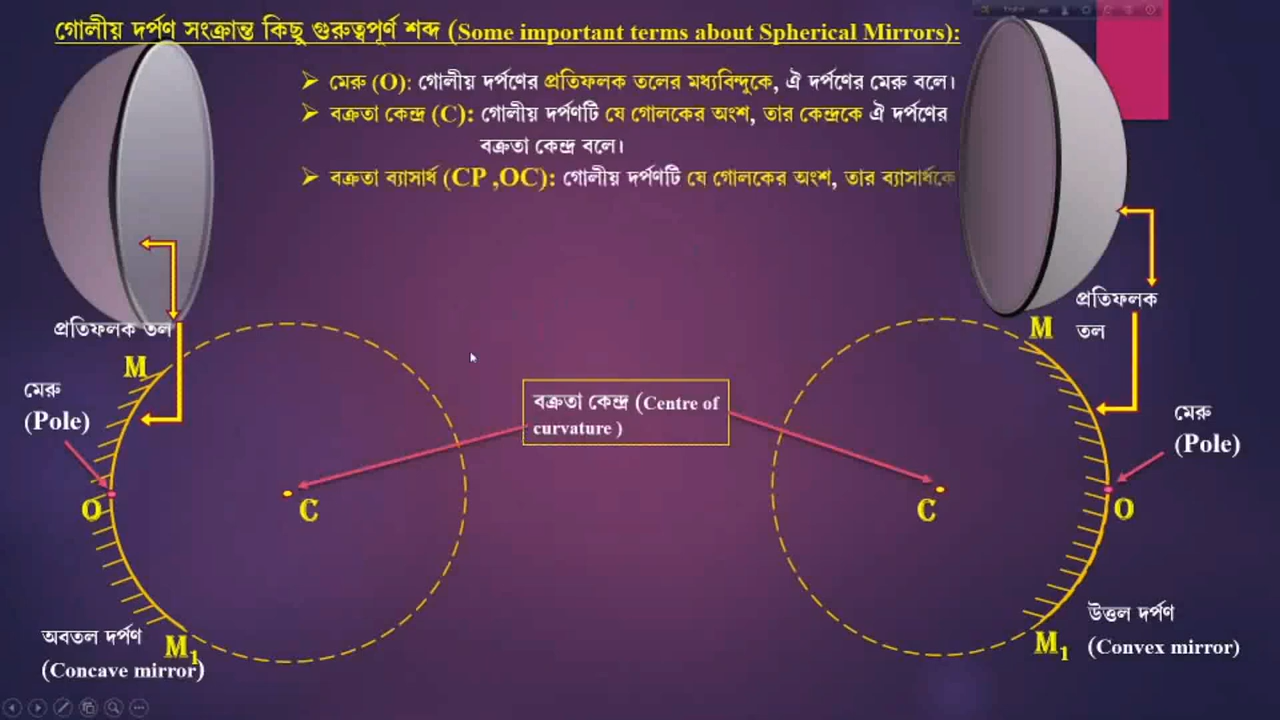 গোলীয় দর্পণ সংক্রান্ত কিছু গুরুত্বপূর্ণ শব্দ (Some important terms about Spherical Mirrors):
➢ মেরু (O): গোলীয় দর্পণের প্রতিফলক তলের মধ্যবিন্দুকে, ঐ দর্পণের মেরু বলে।
➢ বক্রতা কেন্দ্র (C): গোলীয় দর্পণটি যে গোলকের অংশ, তার কেন্দ্রকে ঐ দর্পণের
বক্রতা কেন্দ্র বলে।
➢ বক্রতা ব্যাসার্ধ (CP ,OC): গোলীয় দর্পণটি যে গোলকের অংশ, তার ব্যাসার্ধকে
প্রতিফলক তল
প্রতিফলক
তল
M
M
মেরু
(Pole)
বক্রতা কেন্দ্র (Centre of
curvature )
মেরু
(Pole)
O
C
C
O
অবতল দর্পণ
(Concave mirror)
M1
M1
উত্তল দর্পণ
(Convex mirror)